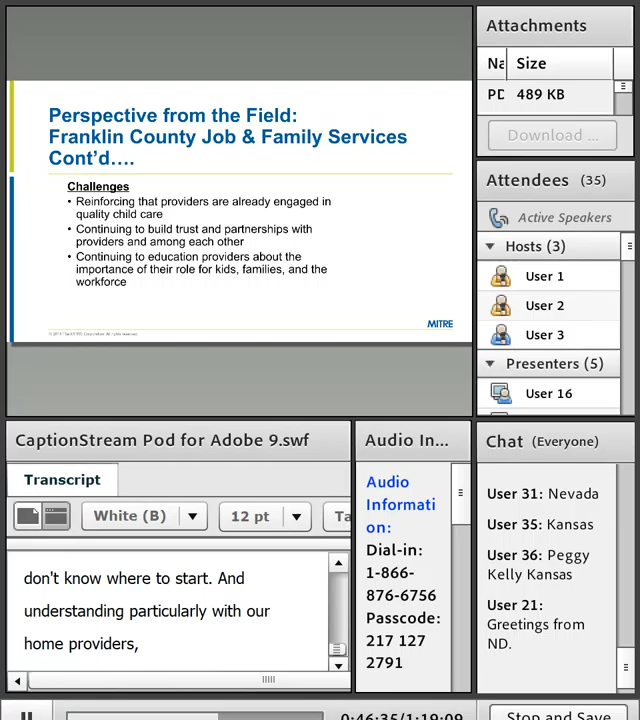 Perspective from the Field:
Franklin County Job & Family Services
Cont'd….
Challenges
• Reinforcing that providers are already engaged in
quality child care
• Continuing to build trust and partnerships with
providers and among each other
• Continuing to education providers about the
importance of their role for kids, families, and the
workforce
MITRE
Attachments
Na Size
PD 489 KB
Download ...
Attendees (35)
Active Speakers
Hosts (3)
User 1
User 2
User 3
Presenters (5)
User 16
CaptionStream Pod for Adobe 9.swf
Transcript
White (B) 12 pt Ta
don't know where to start. And
understanding particularly with our
home providers,
Audio In...
Audio
Informati
on:
Dial-in:
1-866-
876-6756
Passcode:
217 127
2791
Chat (Everyone)
User 31: Nevada
User 35: Kansas
User 36: Peggy
Kelly Kansas
User 21:
Greetings from
ND.
0:46:35/1:19:09
Stop and Save